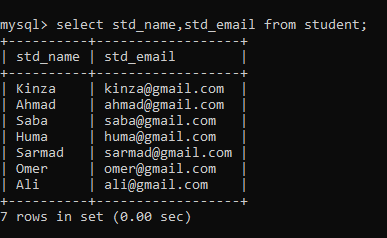 mysql> select std_name,std_email from student;
+----------+------------------+
| std_name | std_email        |
+----------+------------------+
| Kinza    | kinza@gmail.com  |
| Ahmad    | ahmad@gmail.com  |
| Saba     | saba@gmail.com   |
| Huma     | huma@gmail.com   |
| Sarmad   | sarmad@gmail.com |
| Omer     | omer@gmail.com   |
| Ali      | ali@gmail.com    |
+----------+------------------+
7 rows in set (0.00 sec)